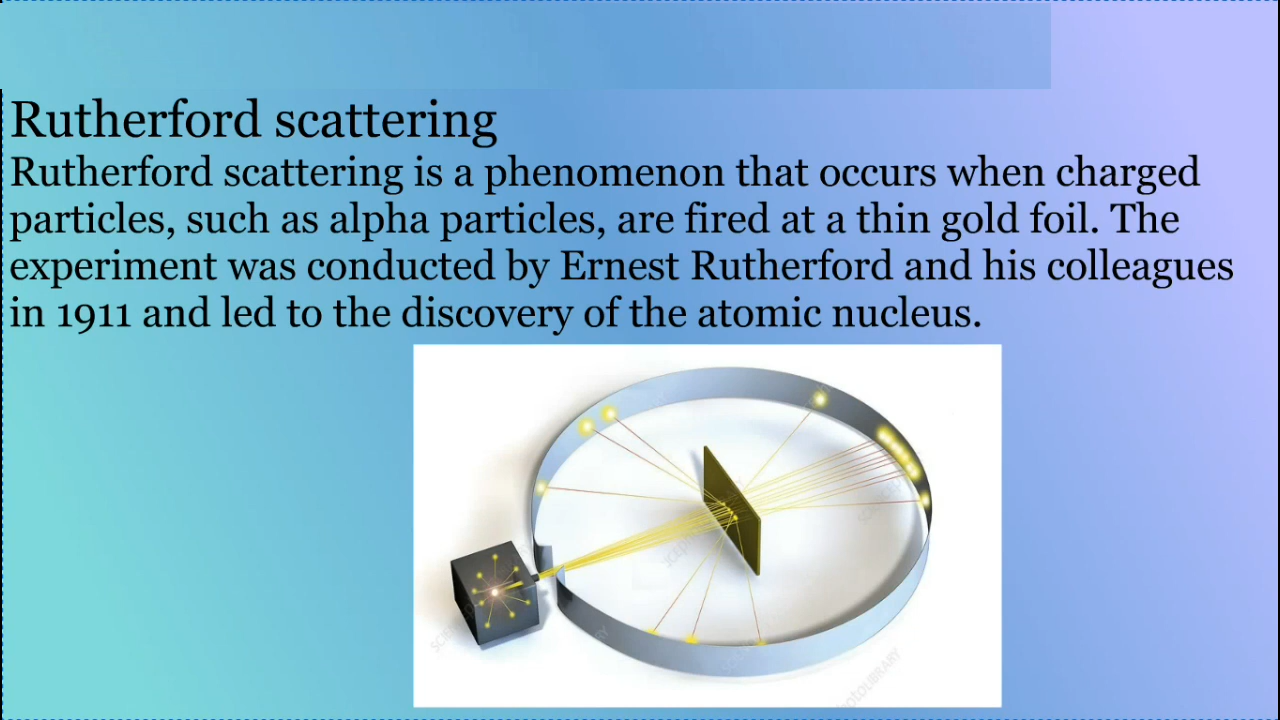 Rutherford scattering
Rutherford scattering is a phenomenon that occurs when charged
particles, such as alpha particles, are fired at a thin gold foil. The
experiment was conducted by Ernest Rutherford and his colleagues
in 1911 and led to the discovery of the atomic nucleus.